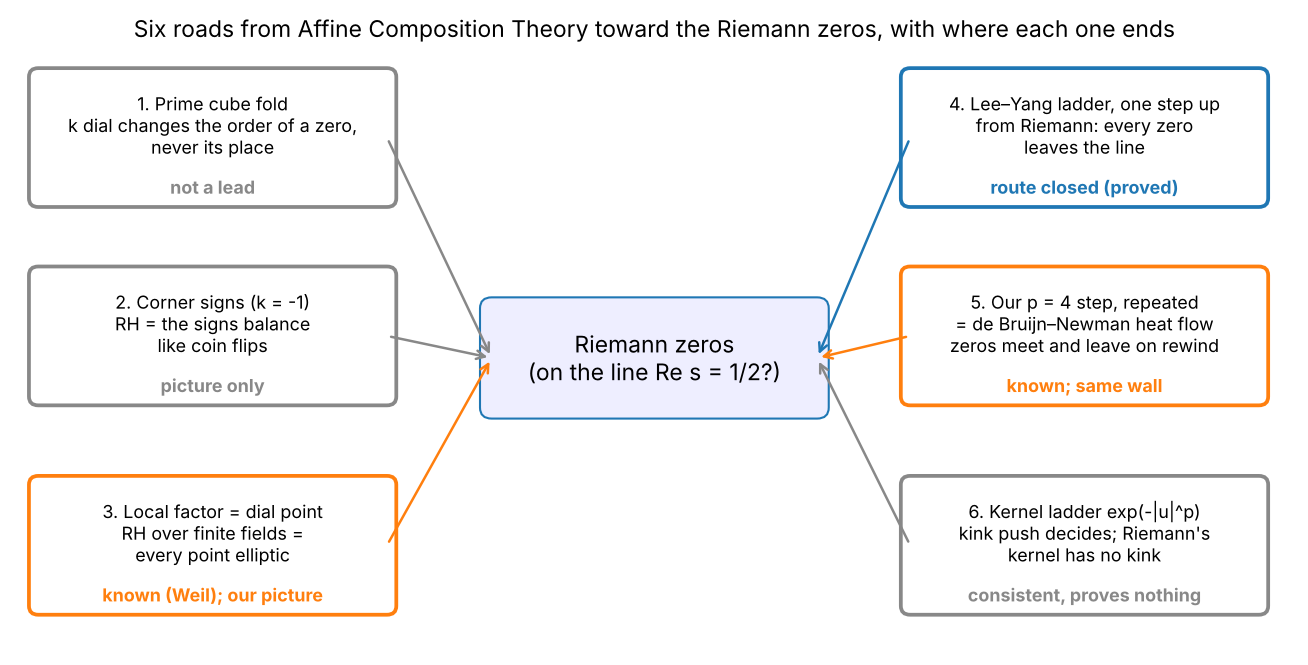 Six roads from Affine Composition Theory toward the Riemann zeros, with where each one ends
1. Prime cube fold
k dial changes the order of a zero,
never its place
not a lead
2. Corner signs (k = -1)
RH = the signs balance
like coin flips
picture only
3. Local factor = dial point
RH over finite fields =
every point elliptic
known (Weil); our picture
Riemann zeros
(on the line Re s = 1/2?)
4. Lee–Yang ladder, one step up
from Riemann: every zero
leaves the line
route closed (proved)
5. Our p = 4 step, repeated
= de Bruijn–Newman heat flow
zeros meet and leave on rewind
known; same wall
6. Kernel ladder exp(-|u|^p)
kink push decides; Riemann's
kernel has no kink
consistent, proves nothing